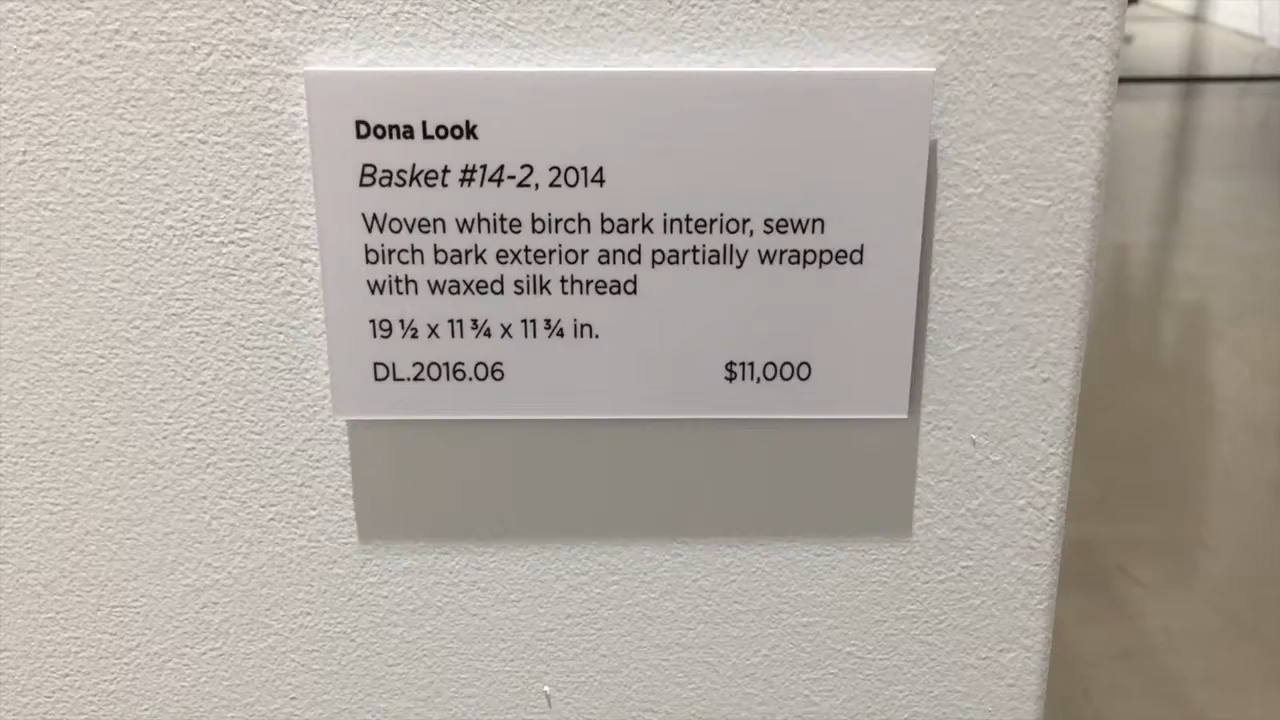 Dona Look
Basket #14-2, 2014
Woven white birch bark interior, sewn
birch bark exterior and partially wrapped
with waxed silk thread
19 ½ x 11 ¾ x 11 ¾ in.
DL.2016.06 $11,000